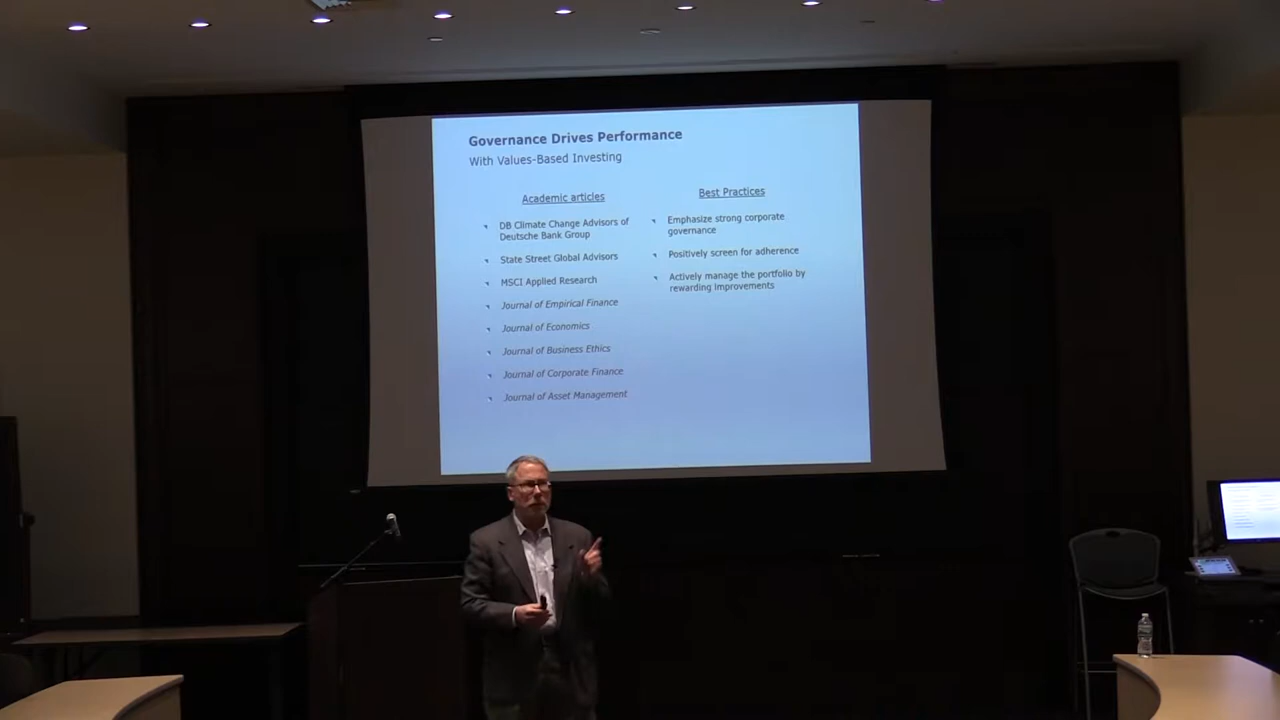 Governance Drives Performance
With Values-Based Investing
Academic articles
DB Climate Change Advisors of
Deutsche Bank Group
State Street Global Advisors
MSCI Applied Research
Journal of Empirical Finance
Journal of Economics
Journal of Business Ethics
Journal of Corporate Finance
Journal of Asset Management
Best Practices
Emphasize strong corporate
governance
Positively screen for adherence
Actively manage the portfolio by
rewarding improvements